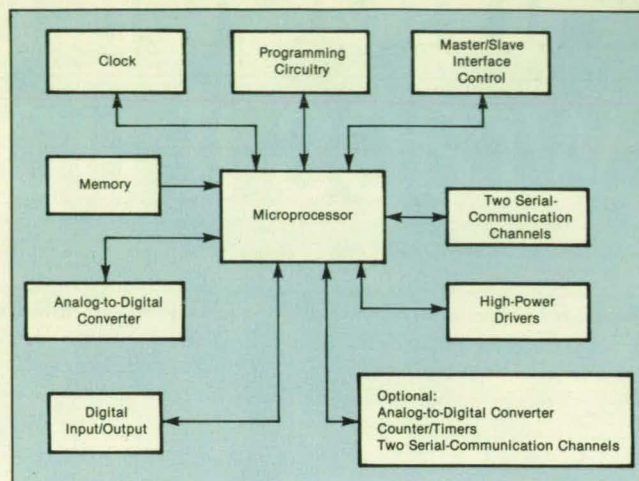 Clock
Programming
Circuitry
Master/Slave
Interface
Control
Memory
Microprocessor
Two Serial-
Communication
Channels
Analog-to-Digital
Converter
High-Power
Drivers
Digital
Input/Output
Optional:
Analog-to-Digital Converter
Counter/Timers
Two Serial-Communication Channels